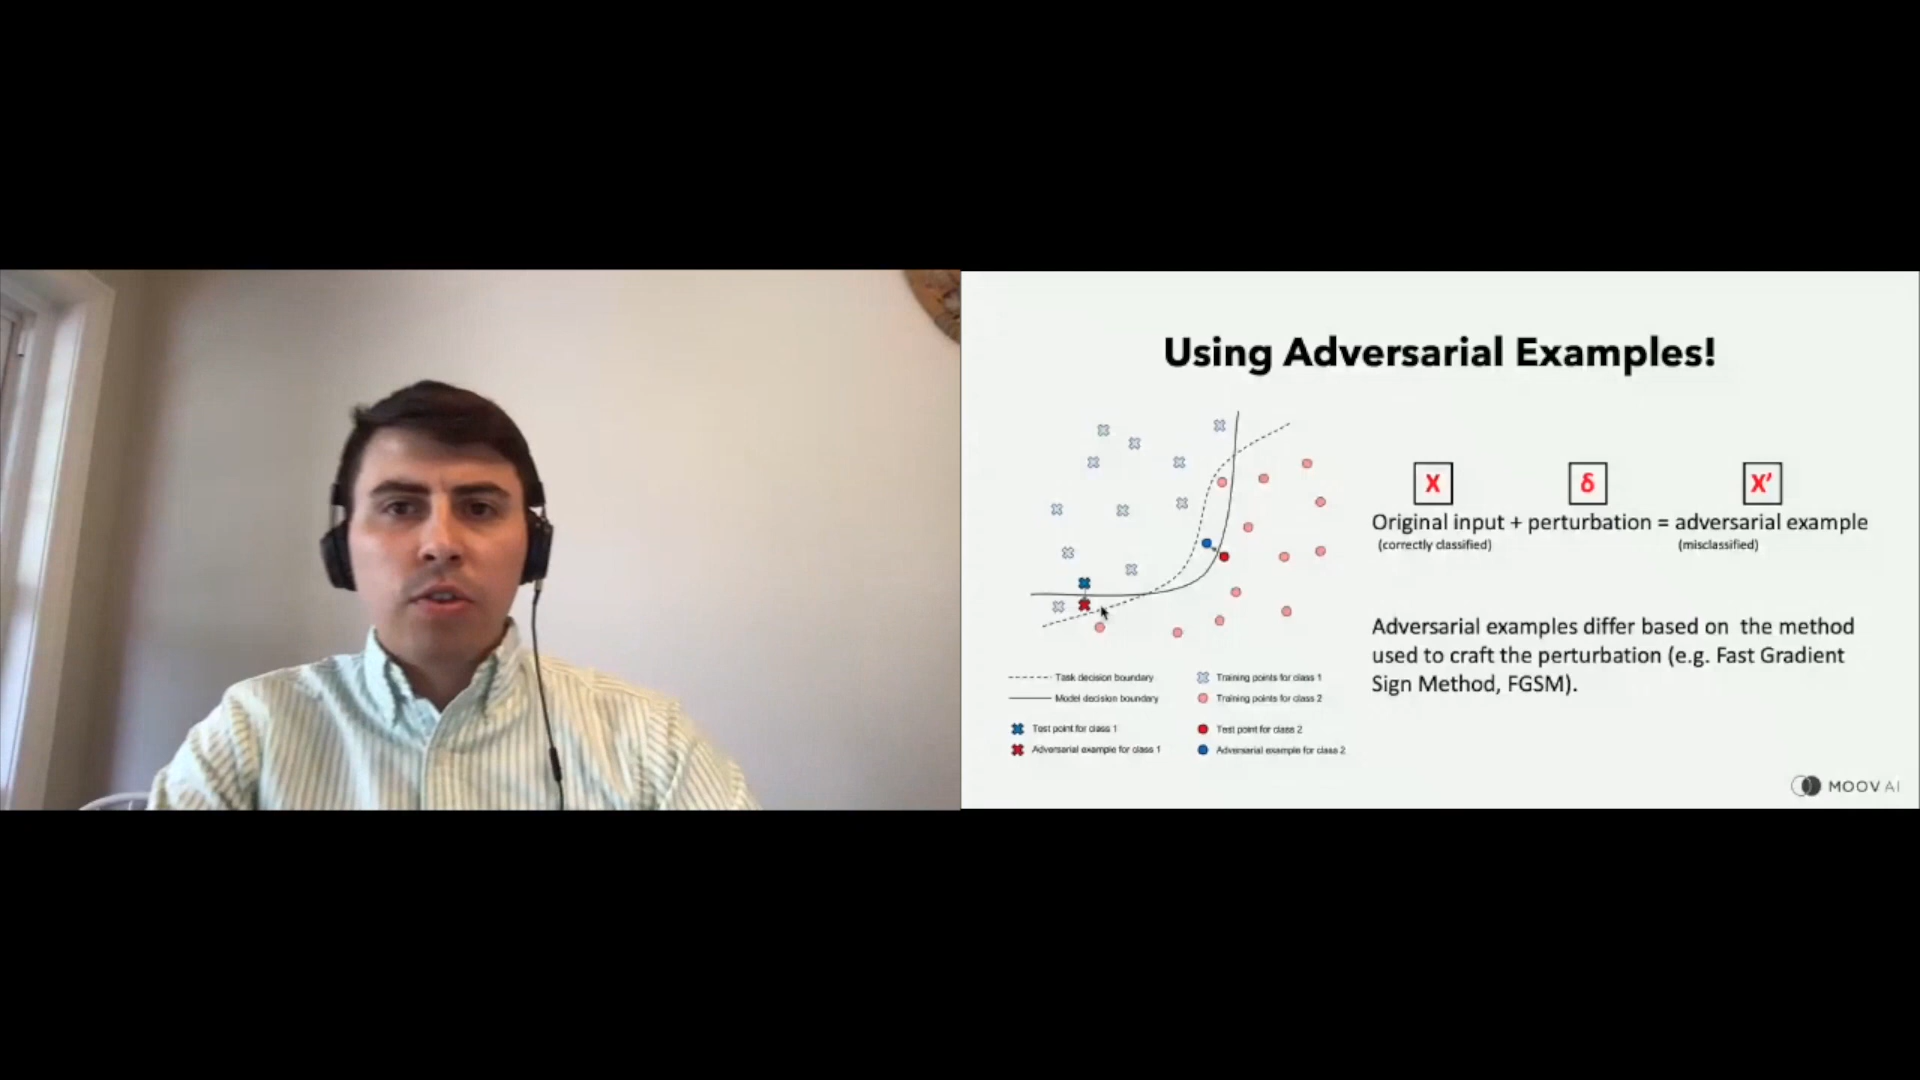 Using Adversarial Examples!
X δ X’
Original input + perturbation = adversarial example
(correctly classified) (misclassified)
Adversarial examples differ based on the method
used to craft the perturbation (e.g. Fast Gradient
Sign Method, FGSM).
Task decision boundary
Model decision boundary
Test point for class 1
Adversarial example for class 1
Training points for class 1
Training points for class 2
Test point for class 2
Adversarial example for class 2
MOOV AI